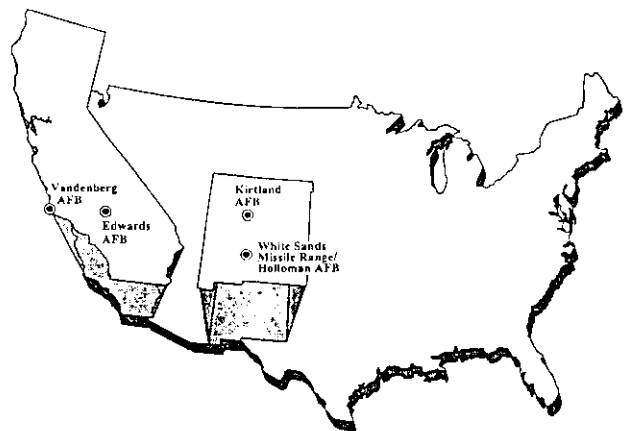 Vandenberg
AFB
Edwards
AFB
Kirtland
AFB
White Sands
Missile Range/
Holloman AFB